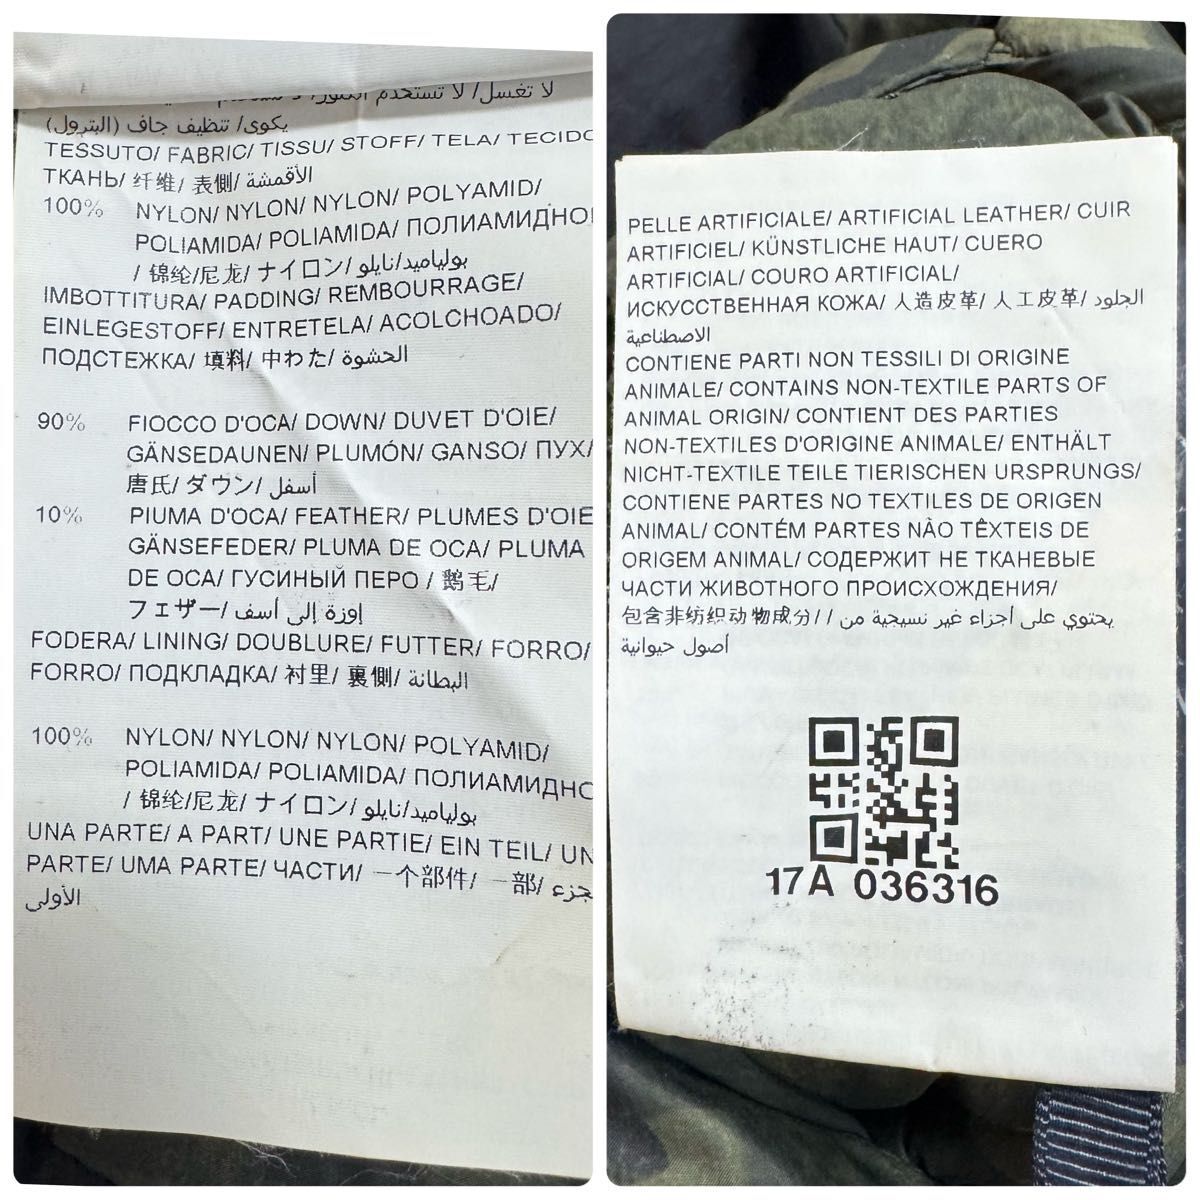 لا تغسل/ لا تستخدم
يكوى/ تنظيف جاف (البترول)
TESSUTO/ FABRIC/ TISSU/ STOFF/ TELA/ TECIDO
ТКАНЬ/ 纤维/ 表側/ الأقمشة
100% NYLON/ NYLON/ NYLON/ POLYAMID/
POLIAMIDA/ POLIAMIDA/ ПОЛИАМИДНО
/ 锦纶/尼龙/ ナイロン/ بولياميد/نايلو
IMBOTTITURA/ PADDING/ REMBOURRAGE/
EINLEGESTOFF/ ENTRETELA/ ACOLCHOADO/
ПОДСТЕЖКА/ 填料/ 中わた/ الحشوة
90% FIOCCO D'OCA/ DOWN/ DUVET D'OIE/
GÄNSEDAUNEN/ PLUMÓN/ GANSO/ ПУХ/
唐氏/ ダウン/ أسفل
10% PIUMA D'OCA/ FEATHER/ PLUMES D'OIE
GÄNSEFEDER/ PLUMA DE OCA/ PLUMA
DE OCA/ ГУСИНЫЙ ПЕРО / 鹅毛/
フェザー/ إوزة إلى أسف
FODERA/ LINING/ DOUBLURE/ FUTTER/ FORRO/
FORRO/ ПОДКЛАДКА/ 衬里/ 裏側/ البطانة
100% NYLON/ NYLON/ NYLON/ POLYAMID/
POLIAMIDA/ POLIAMIDA/ ПОЛИАМИДНО
/ 锦纶/尼龙/ ナイロン/ بولياميد/نايلو
UNA PARTE/ A PART/ UNE PARTIE/ EIN TEIL/ UN
PARTE/ UMA PARTE/ ЧАСТИ/ 一个部件/ 一部/ جزء
الأولى
PELLE ARTIFICIALE/ ARTIFICIAL LEATHER/ CUIR
ARTIFICIEL/ KÜNSTLICHE HAUT/ CUERO
ARTIFICIAL/ COURO ARTIFICIAL/
ИСКУССТВЕННАЯ КОЖА/ 人造皮革/ 人工皮革/ الجلود
الاصطناعية
CONTIENE PARTI NON TESSILI DI ORIGINE
ANIMALE/ CONTAINS NON-TEXTILE PARTS OF
ANIMAL ORIGIN/ CONTIENT DES PARTIES
NON-TEXTILES D'ORIGINE ANIMALE/ ENTHÄLT
NICHT-TEXTILE TEILE TIERISCHEN URSPRUNGS/
CONTIENE PARTES NO TEXTILES DE ORIGEN
ANIMAL/ CONTÉM PARTES NÃO TÊXTEIS DE
ORIGEM ANIMAL/ СОДЕРЖИТ НЕ ТКАНЕВЫЕ
ЧАСТИ ЖИВОТНОГО ПРОИСХОЖДЕНИЯ/
包含非纺织动物成分/ / يحتوي على أجزاء غير نسيجية من
أصول حيوانية
17A 036316